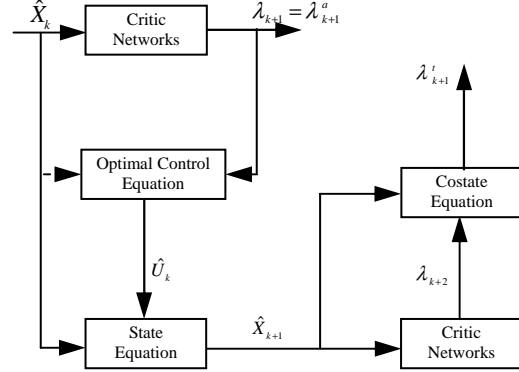 X̂_k
Critic
Networks
λ_{k+1} = λ^a_{k+1}
λ^t_{k+1}
Optimal Control
Equation
Costate
Equation
Û_k
λ_{k+2}
State
Equation
X̂_{k+1}
Critic
Networks